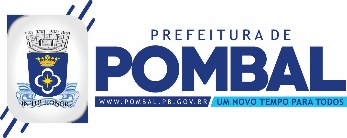 PREFEITURA DE
POMBAL
WWW.POMBAL.PB.GOV.BR
UM NOVO TEMPO PARA TODOS